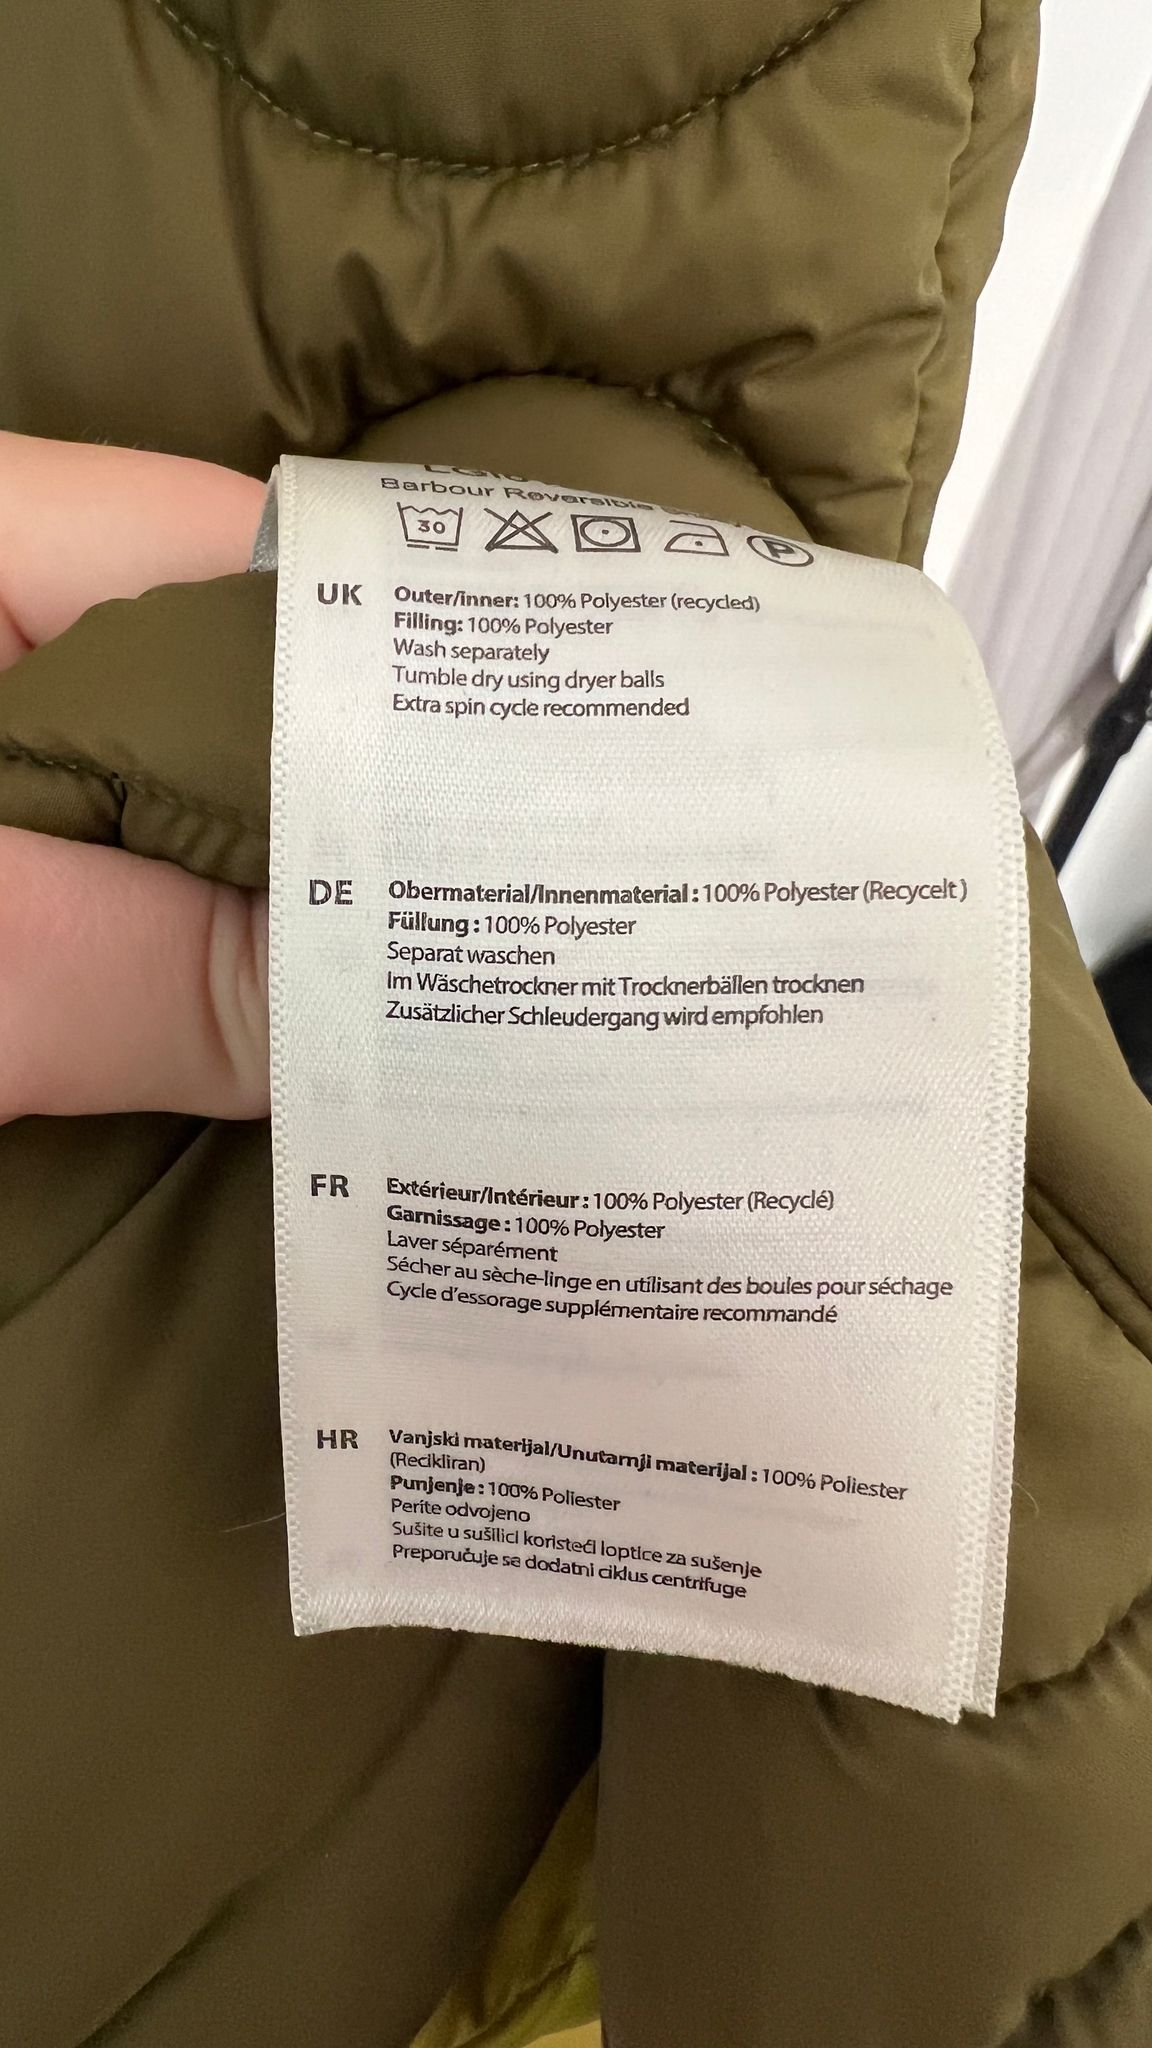 Barbour Reversible
30
P
UK
Outer/inner: 100% Polyester (recycled)
Filling: 100% Polyester
Wash separately
Tumble dry using dryer balls
Extra spin cycle recommended
DE
Obermaterial/Innenmaterial : 100% Polyester (Recycelt)
Füllung : 100% Polyester
Separat waschen
Im Wäschetrockner mit Trocknerbällen trocknen
Zusätzlicher Schleudergang wird empfohlen
FR
Extérieur/Intérieur : 100% Polyester (Recyclé)
Garnissage : 100% Polyester
Laver séparément
Sécher au sèche-linge en utilisant des boules pour séchage
Cycle d'essorage supplémentaire recommandé
HR
Vanjski materijal/Unutarnji materijal : 100% Poliester
(Recikliran)
Punjenje : 100% Poliester
Perite odvojeno
Sušite u sušilici koristeći loptice za sušenje
Preporučuje se dodatni ciklus centrifuge